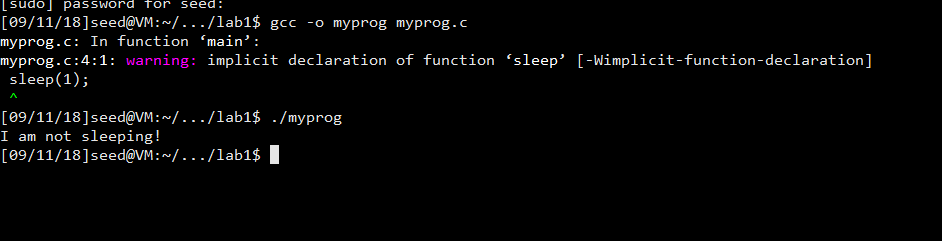 [sudo] password for seed:
[09/11/18]seed@VM:~/.../lab1$ gcc -o myprog myprog.c
myprog.c: In function ‘main’:
myprog.c:4:1: warning: implicit declaration of function ‘sleep’ [-Wimplicit-function-declaration]
 sleep(1);
 ^
[09/11/18]seed@VM:~/.../lab1$ ./myprog
I am not sleeping!
[09/11/18]seed@VM:~/.../lab1$